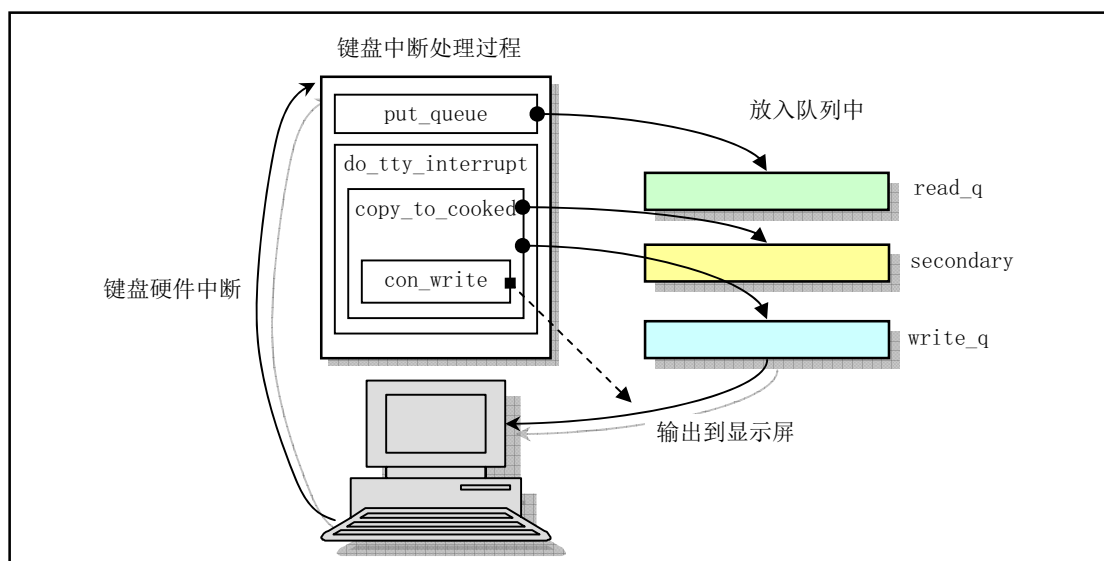 键盘中断处理过程
put_queue
放入队列中
do_tty_interrupt
read_q
copy_to_cooked
secondary
键盘硬件中断
con_write
write_q
输出到显示屏